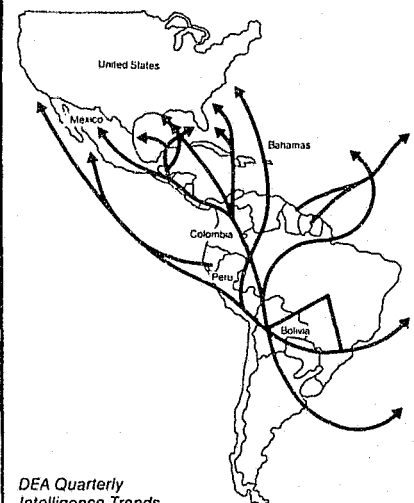 United States
Mexico
Bahamas
Colombia
Peru
Bolivia
DEA Quarterly
Intelligence Trends